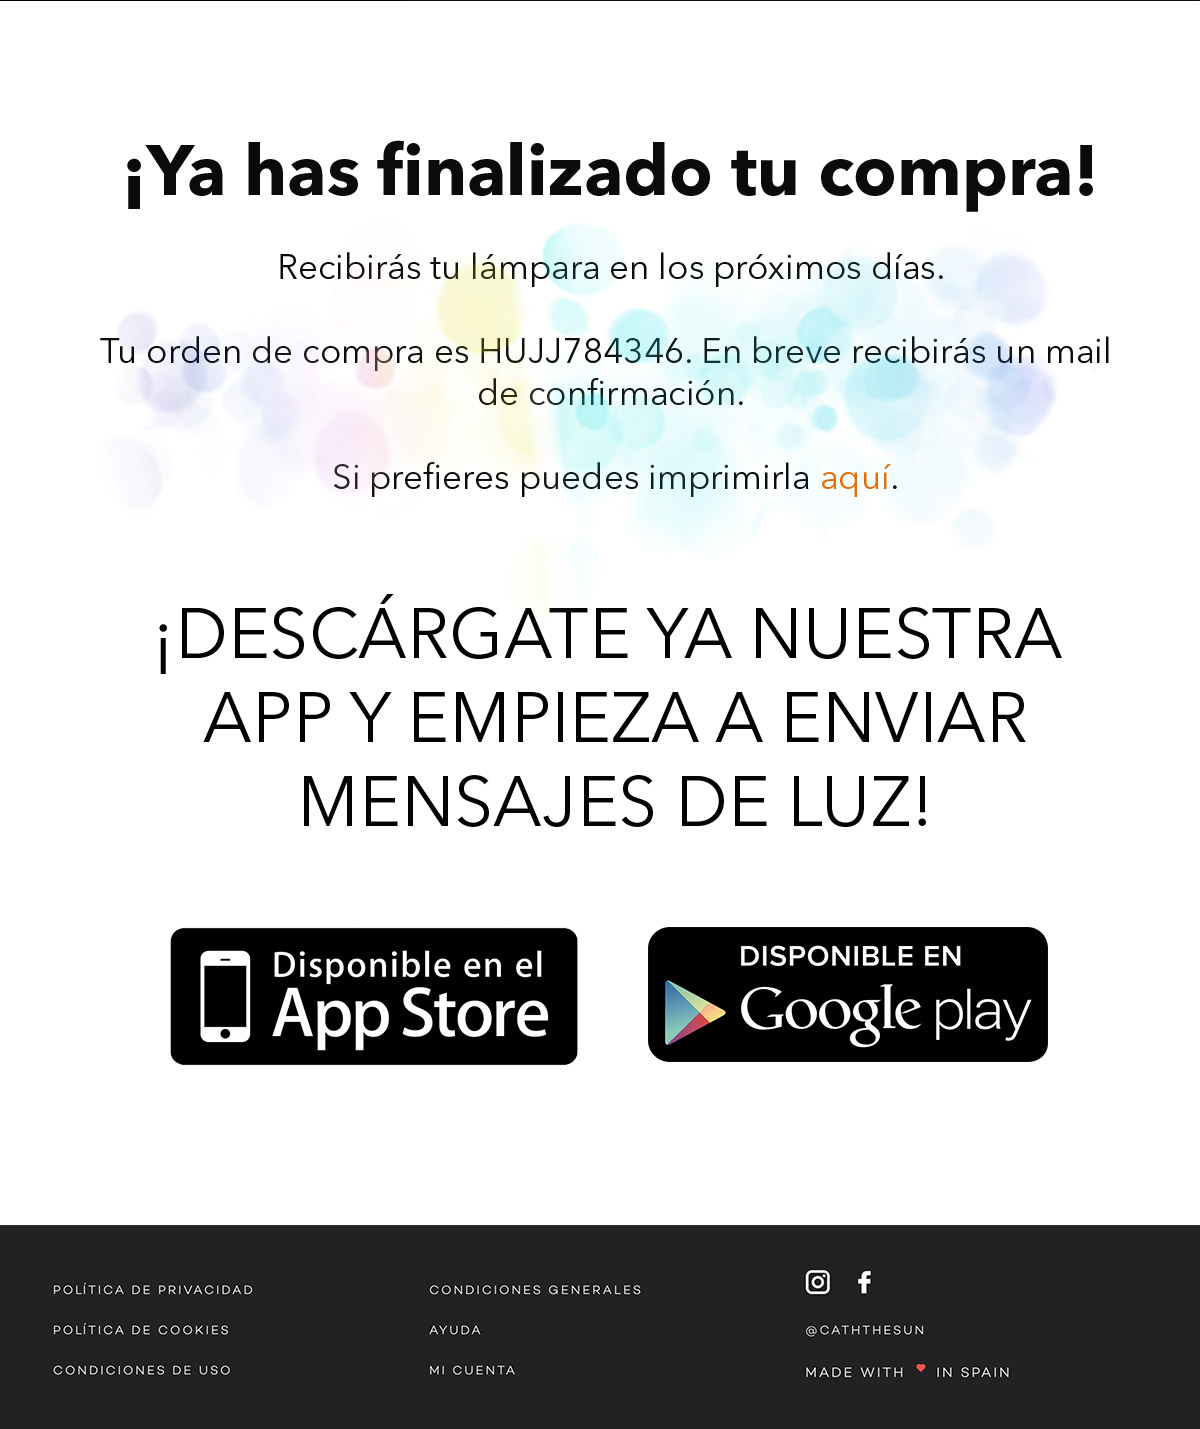 ¡Ya has finalizado tu compra!
Recibirás tu lámpara en los próximos días.
Tu orden de compra es HUJJ784346. En breve recibirás un mail
de confirmación.
Si prefieres puedes imprimirla aquí.
¡DESCÁRGATE YA NUESTRA
APP Y EMPIEZA A ENVIAR
MENSAJES DE LUZ!
Disponible en el
App Store
DISPONIBLE EN
Google play
POLÍTICA DE PRIVACIDAD
POLÍTICA DE COOKIES
CONDICIONES DE USO
CONDICIONES GENERALES
AYUDA
MI CUENTA
@CATHTHESUN
MADE WITH ♥ IN SPAIN